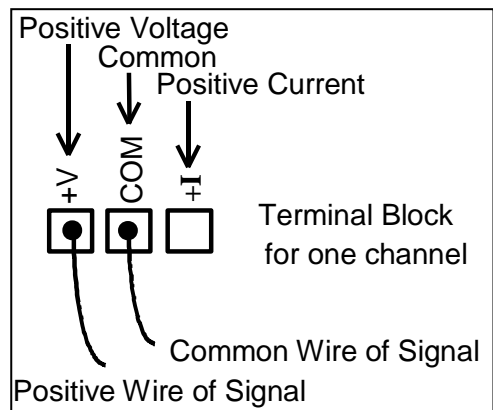 Positive Voltage
Common
Positive Current
+V
COM
+I
Terminal Block
for one channel
Common Wire of Signal
Positive Wire of Signal